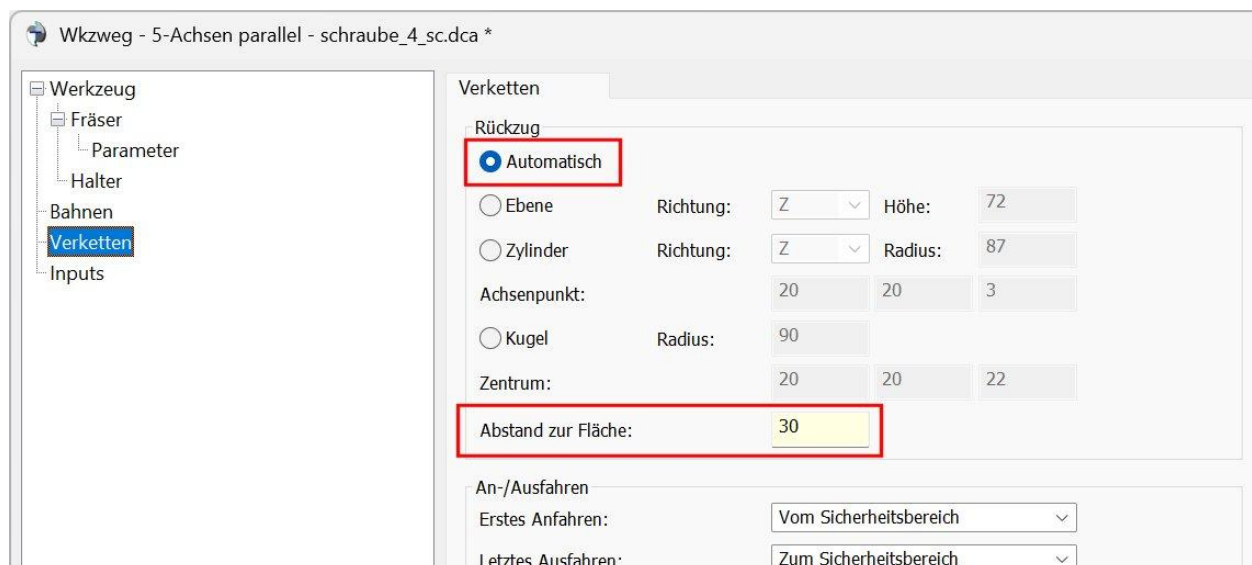 Wkzweg - 5-Achsen parallel - schraube_4_sc.dca *
Werkzeug
Fräser
Parameter
Halter
Bahnen
Verketten
Inputs
Verketten
Rückzug
Automatisch
Ebene Richtung: Z Höhe: 72
Zylinder Richtung: Z Radius: 87
Achsenpunkt: 20 20 3
Kugel Radius: 90
Zentrum: 20 20 22
Abstand zur Fläche: 30
An-/Ausfahren
Erstes Anfahren: Vom Sicherheitsbereich
Letztes Ausfahren: Zum Sicherheitsbereich